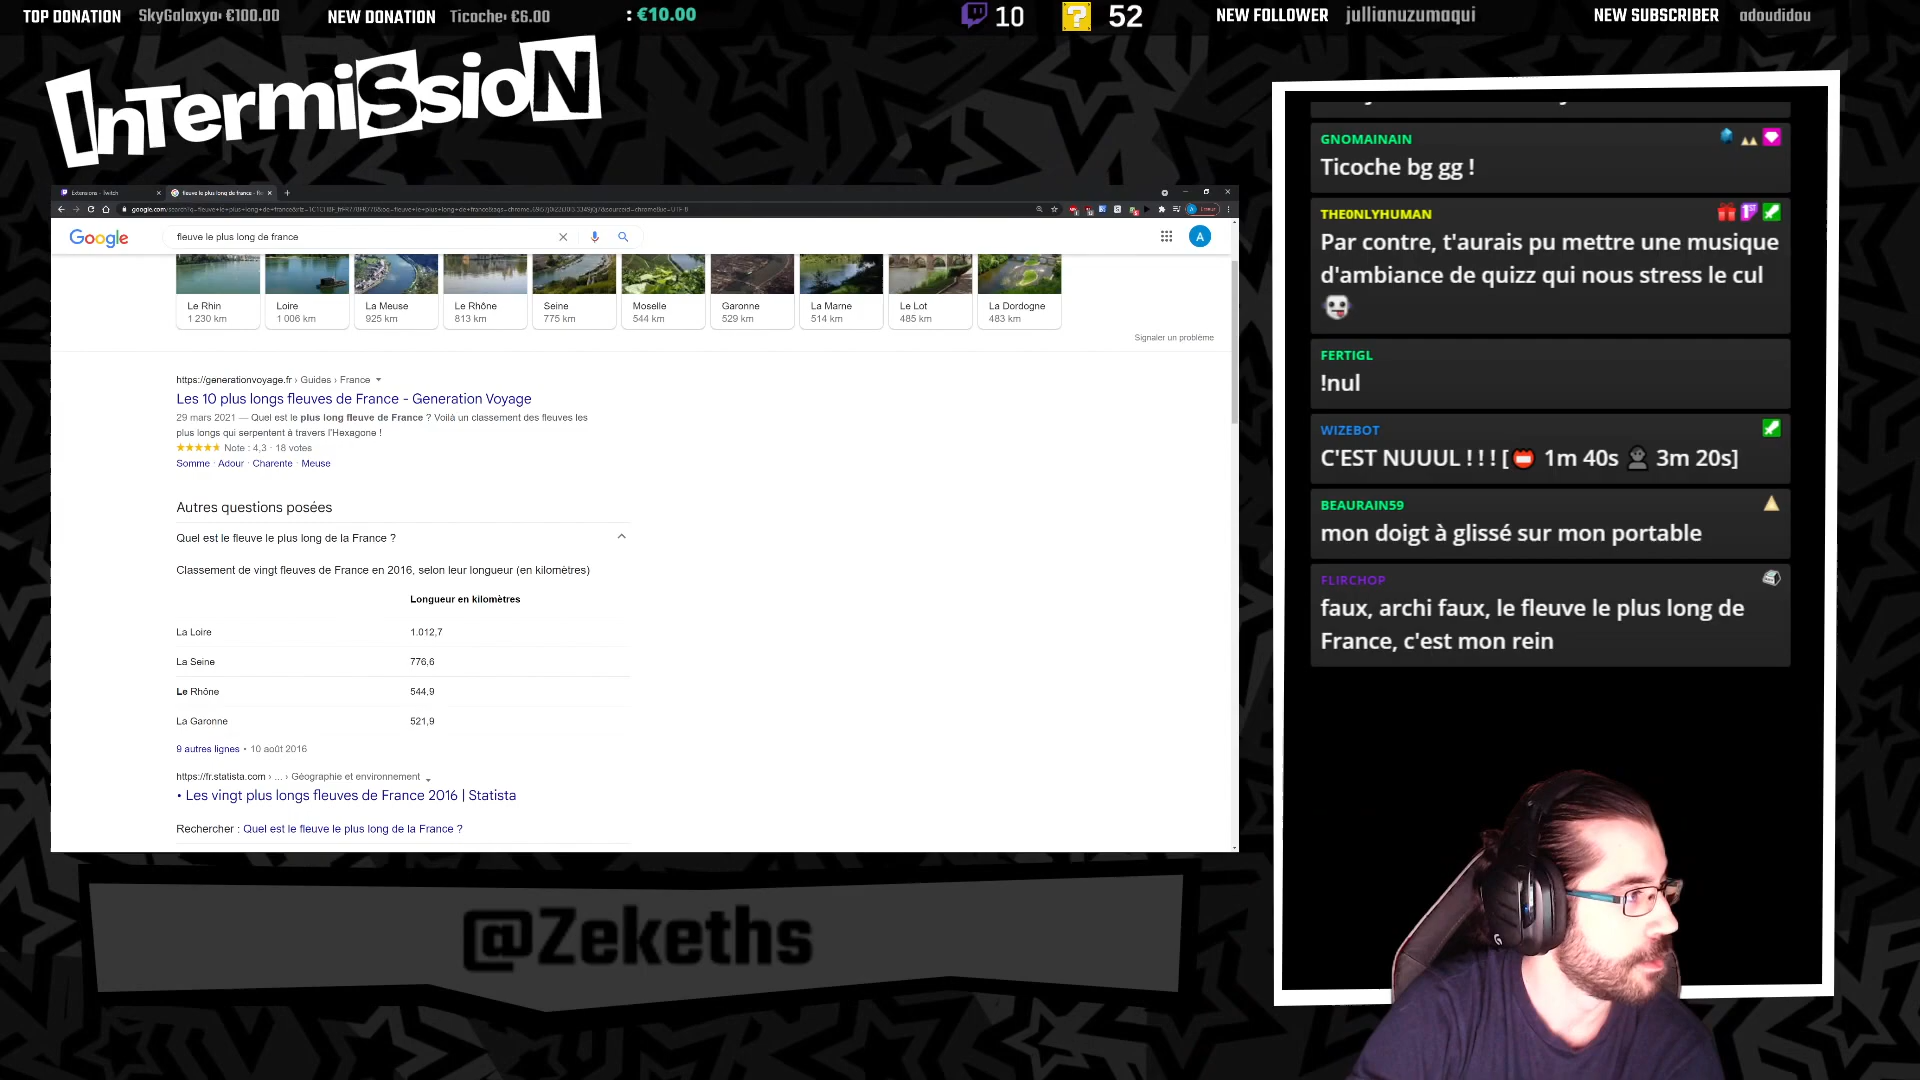 TOP DONATION SkyGalaxya: €100.00 NEW DONATION Ticoche: €6.00 : €10.00 10 52 NEW FOLLOWER jullianuzumaqui NEW SUBSCRIBER adoudidou
InTermiSSioN
Extensions - Twitch
fleuve le plus long de france
Google
fleuve le plus long de france
A
Le Rhin
1 230 km
Loire
1 006 km
La Meuse
925 km
Le Rhône
813 km
Seine
775 km
Moselle
544 km
Garonne
529 km
La Marne
514 km
Le Lot
485 km
La Dordogne
483 km
Signaler un problème
https://generationvoyage.fr › Guides › France
Les 10 plus longs fleuves de France - Generation Voyage
29 mars 2021 — Quel est le plus long fleuve de France ? Voilà un classement des fleuves les
plus longs qui serpentent à travers l'Hexagone !
Note : 4,3 · 18 votes
Somme · Adour · Charente · Meuse
Autres questions posées
Quel est le fleuve le plus long de la France ?
Classement de vingt fleuves de France en 2016, selon leur longueur (en kilomètres)
Longueur en kilomètres
La Loire 1.012,7
La Seine 776,6
Le Rhône 544,9
La Garonne 521,9
9 autres lignes • 10 août 2016
https://fr.statista.com › ... › Géographie et environnement
• Les vingt plus longs fleuves de France 2016 | Statista
Rechercher : Quel est le fleuve le plus long de la France ?
@Zekeths
GNOMAINAIN
Ticoche bg gg !
THE0NLYHUMAN
Par contre, t'aurais pu mettre une musique
d'ambiance de quizz qui nous stress le cul
FERTIGL
!nul
WIZEBOT
C'EST NUUUL ! ! ! [ 1m 40s 3m 20s]
BEAURAIN59
mon doigt à glissé sur mon portable
FLIRCHOP
faux, archi faux, le fleuve le plus long de
France, c'est mon rein